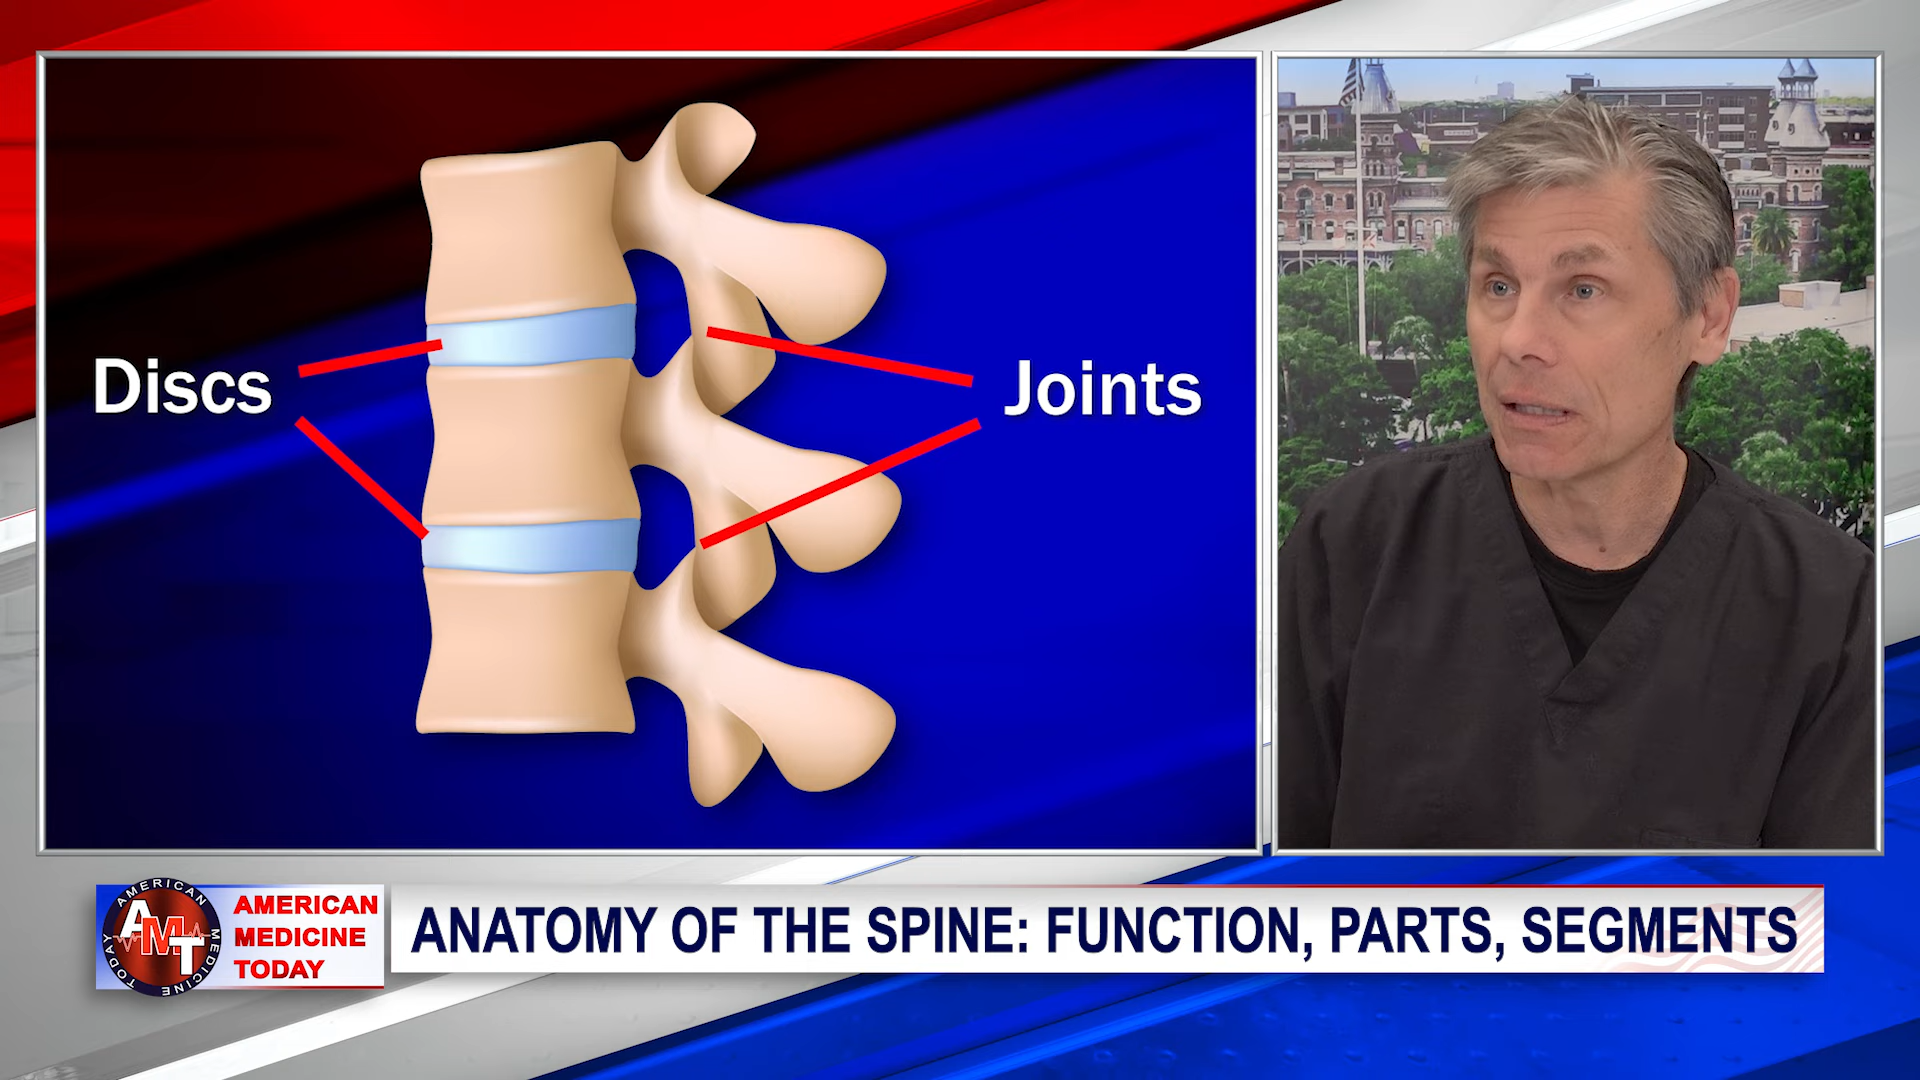 Discs
Joints
AMERICAN
MEDICINE
TODAY
AMT
AMERICAN
MEDICINE
TODAY
ANATOMY OF THE SPINE: FUNCTION, PARTS, SEGMENTS